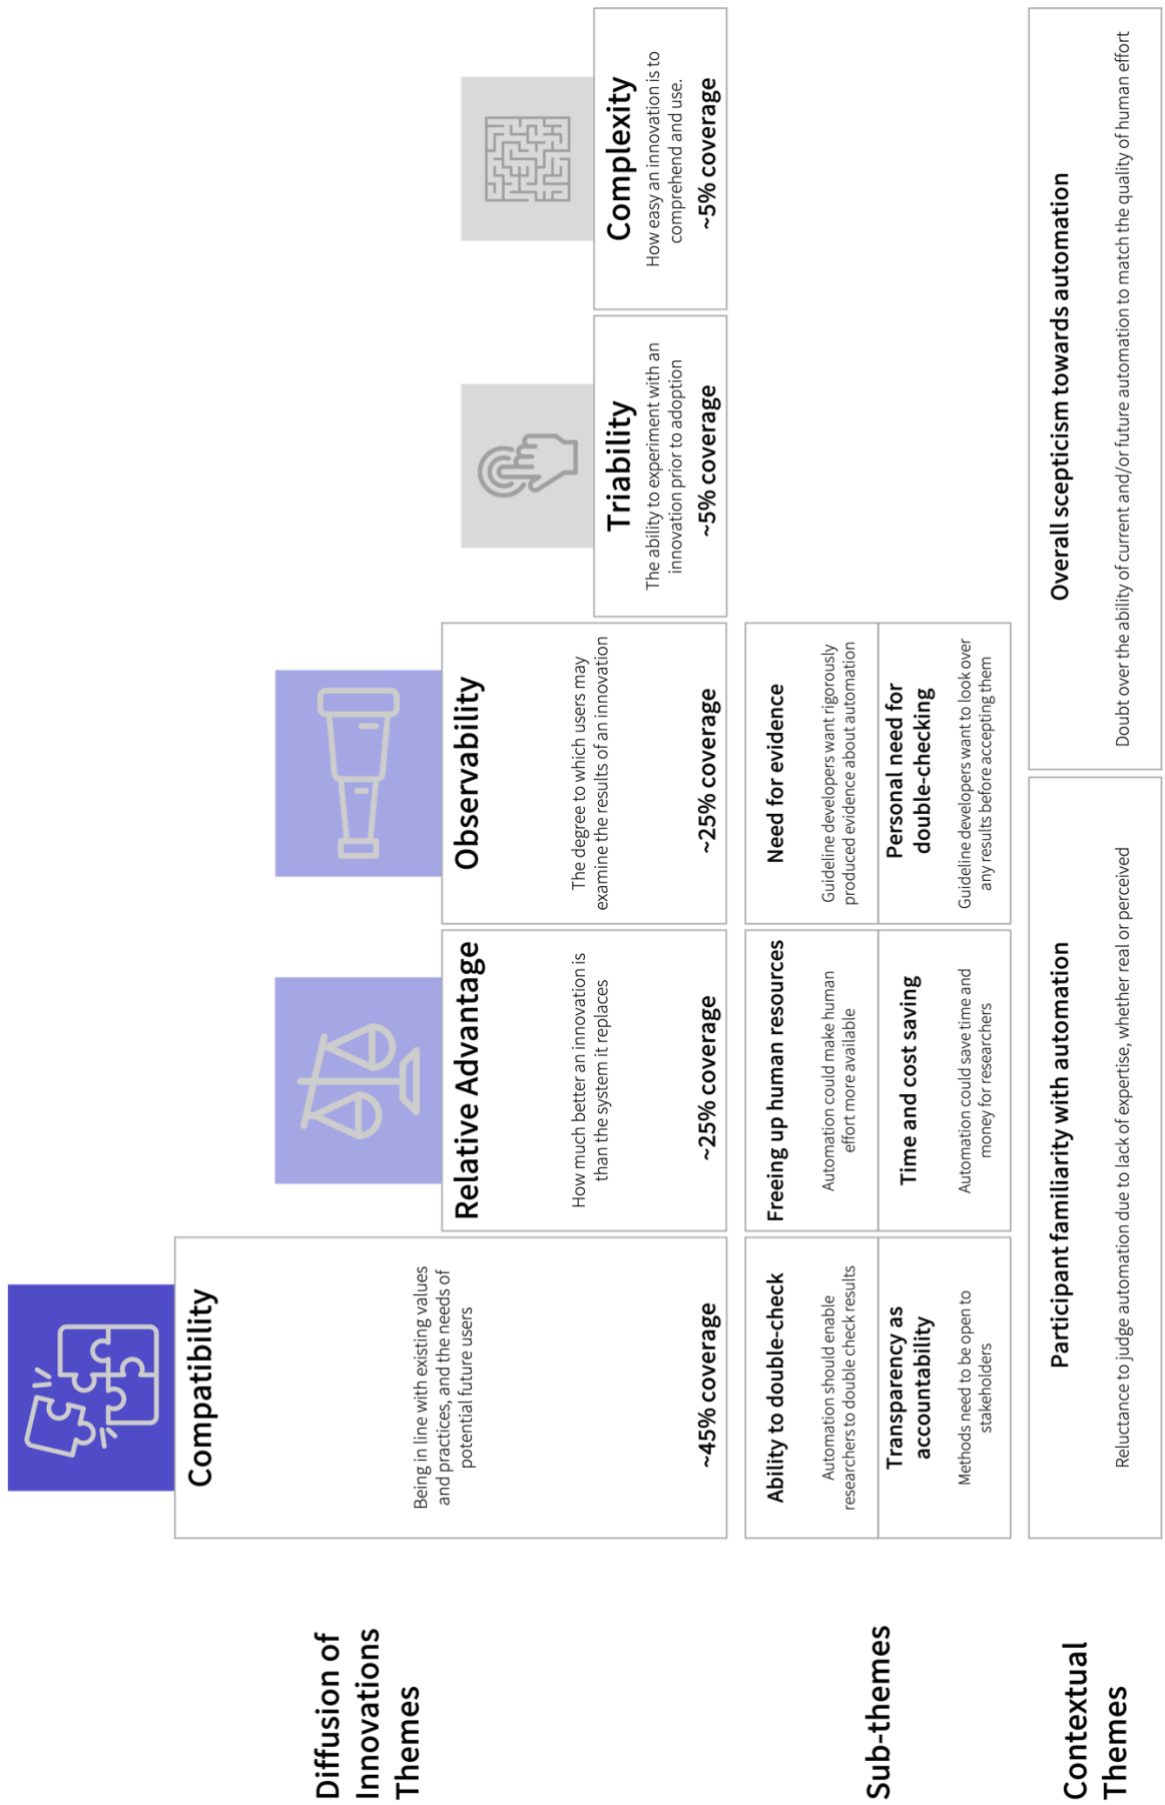 Diffusion of
Innovations
Themes
Compatibility
Being in line with existing values
and practices, and the needs of
potential future users
~45% coverage
Relative Advantage
How much better an innovation is
than the system it replaces
~25% coverage
Observability
The degree to which users may
examine the results of an innovation
~25% coverage
Triability
The ability to experiment with an
innovation prior to adoption
~5% coverage
Complexity
How easy an innovation is to
comprehend and use.
~5% coverage
Sub-themes
Ability to double-check
Automation should enable
researchers to double check results
Transparency as
accountability
Methods need to be open to
stakeholders
Freeing up human resources
Automation could make human
effort more available
Time and cost saving
Automation could save time and
money for researchers
Need for evidence
Guideline developers want rigorously
produced evidence about automation
Personal need for
double-checking
Guideline developers want to look over
any results before accepting them
Contextual
Themes
Participant familiarity with automation
Reluctance to judge automation due to lack of expertise, whether real or perceived
Overall scepticism towards automation
Doubt over the ability of current and/or future automation to match the quality of human effort